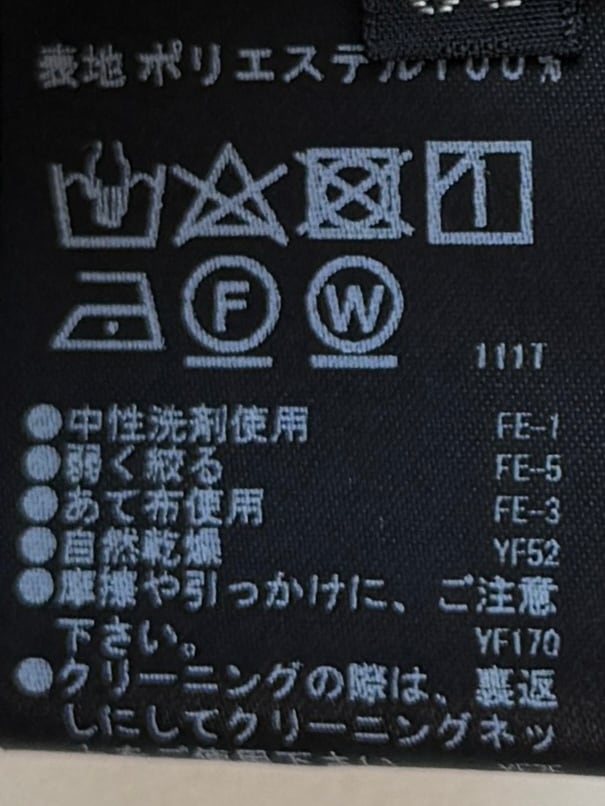 表地 ポリエステル100%
F W
111T
●中性洗剤使用 FE-1
●弱く絞る FE-5
●あて布使用 FE-3
●自然乾燥 YF52
●摩擦や引っかけに、ご注意
下さい。 YF170
●クリーニングの際は、裏返
しにしてクリーニングネッ